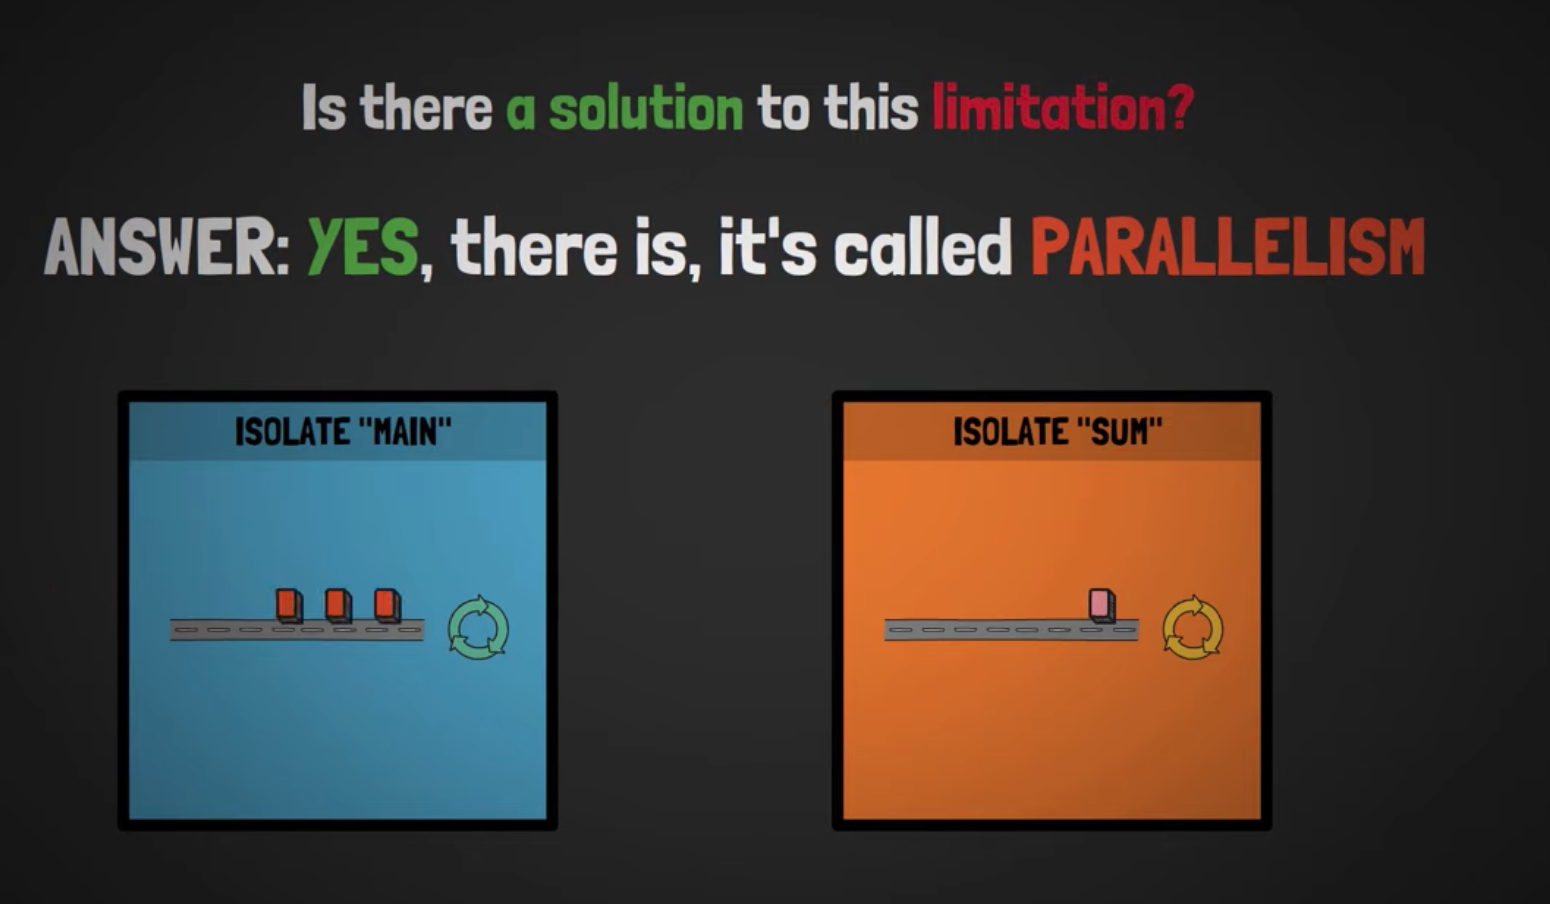 Is there a solution to this limitation?
ANSWER: YES, there is, it's called PARALLELISM
ISOLATE "MAIN"
ISOLATE "SUM"